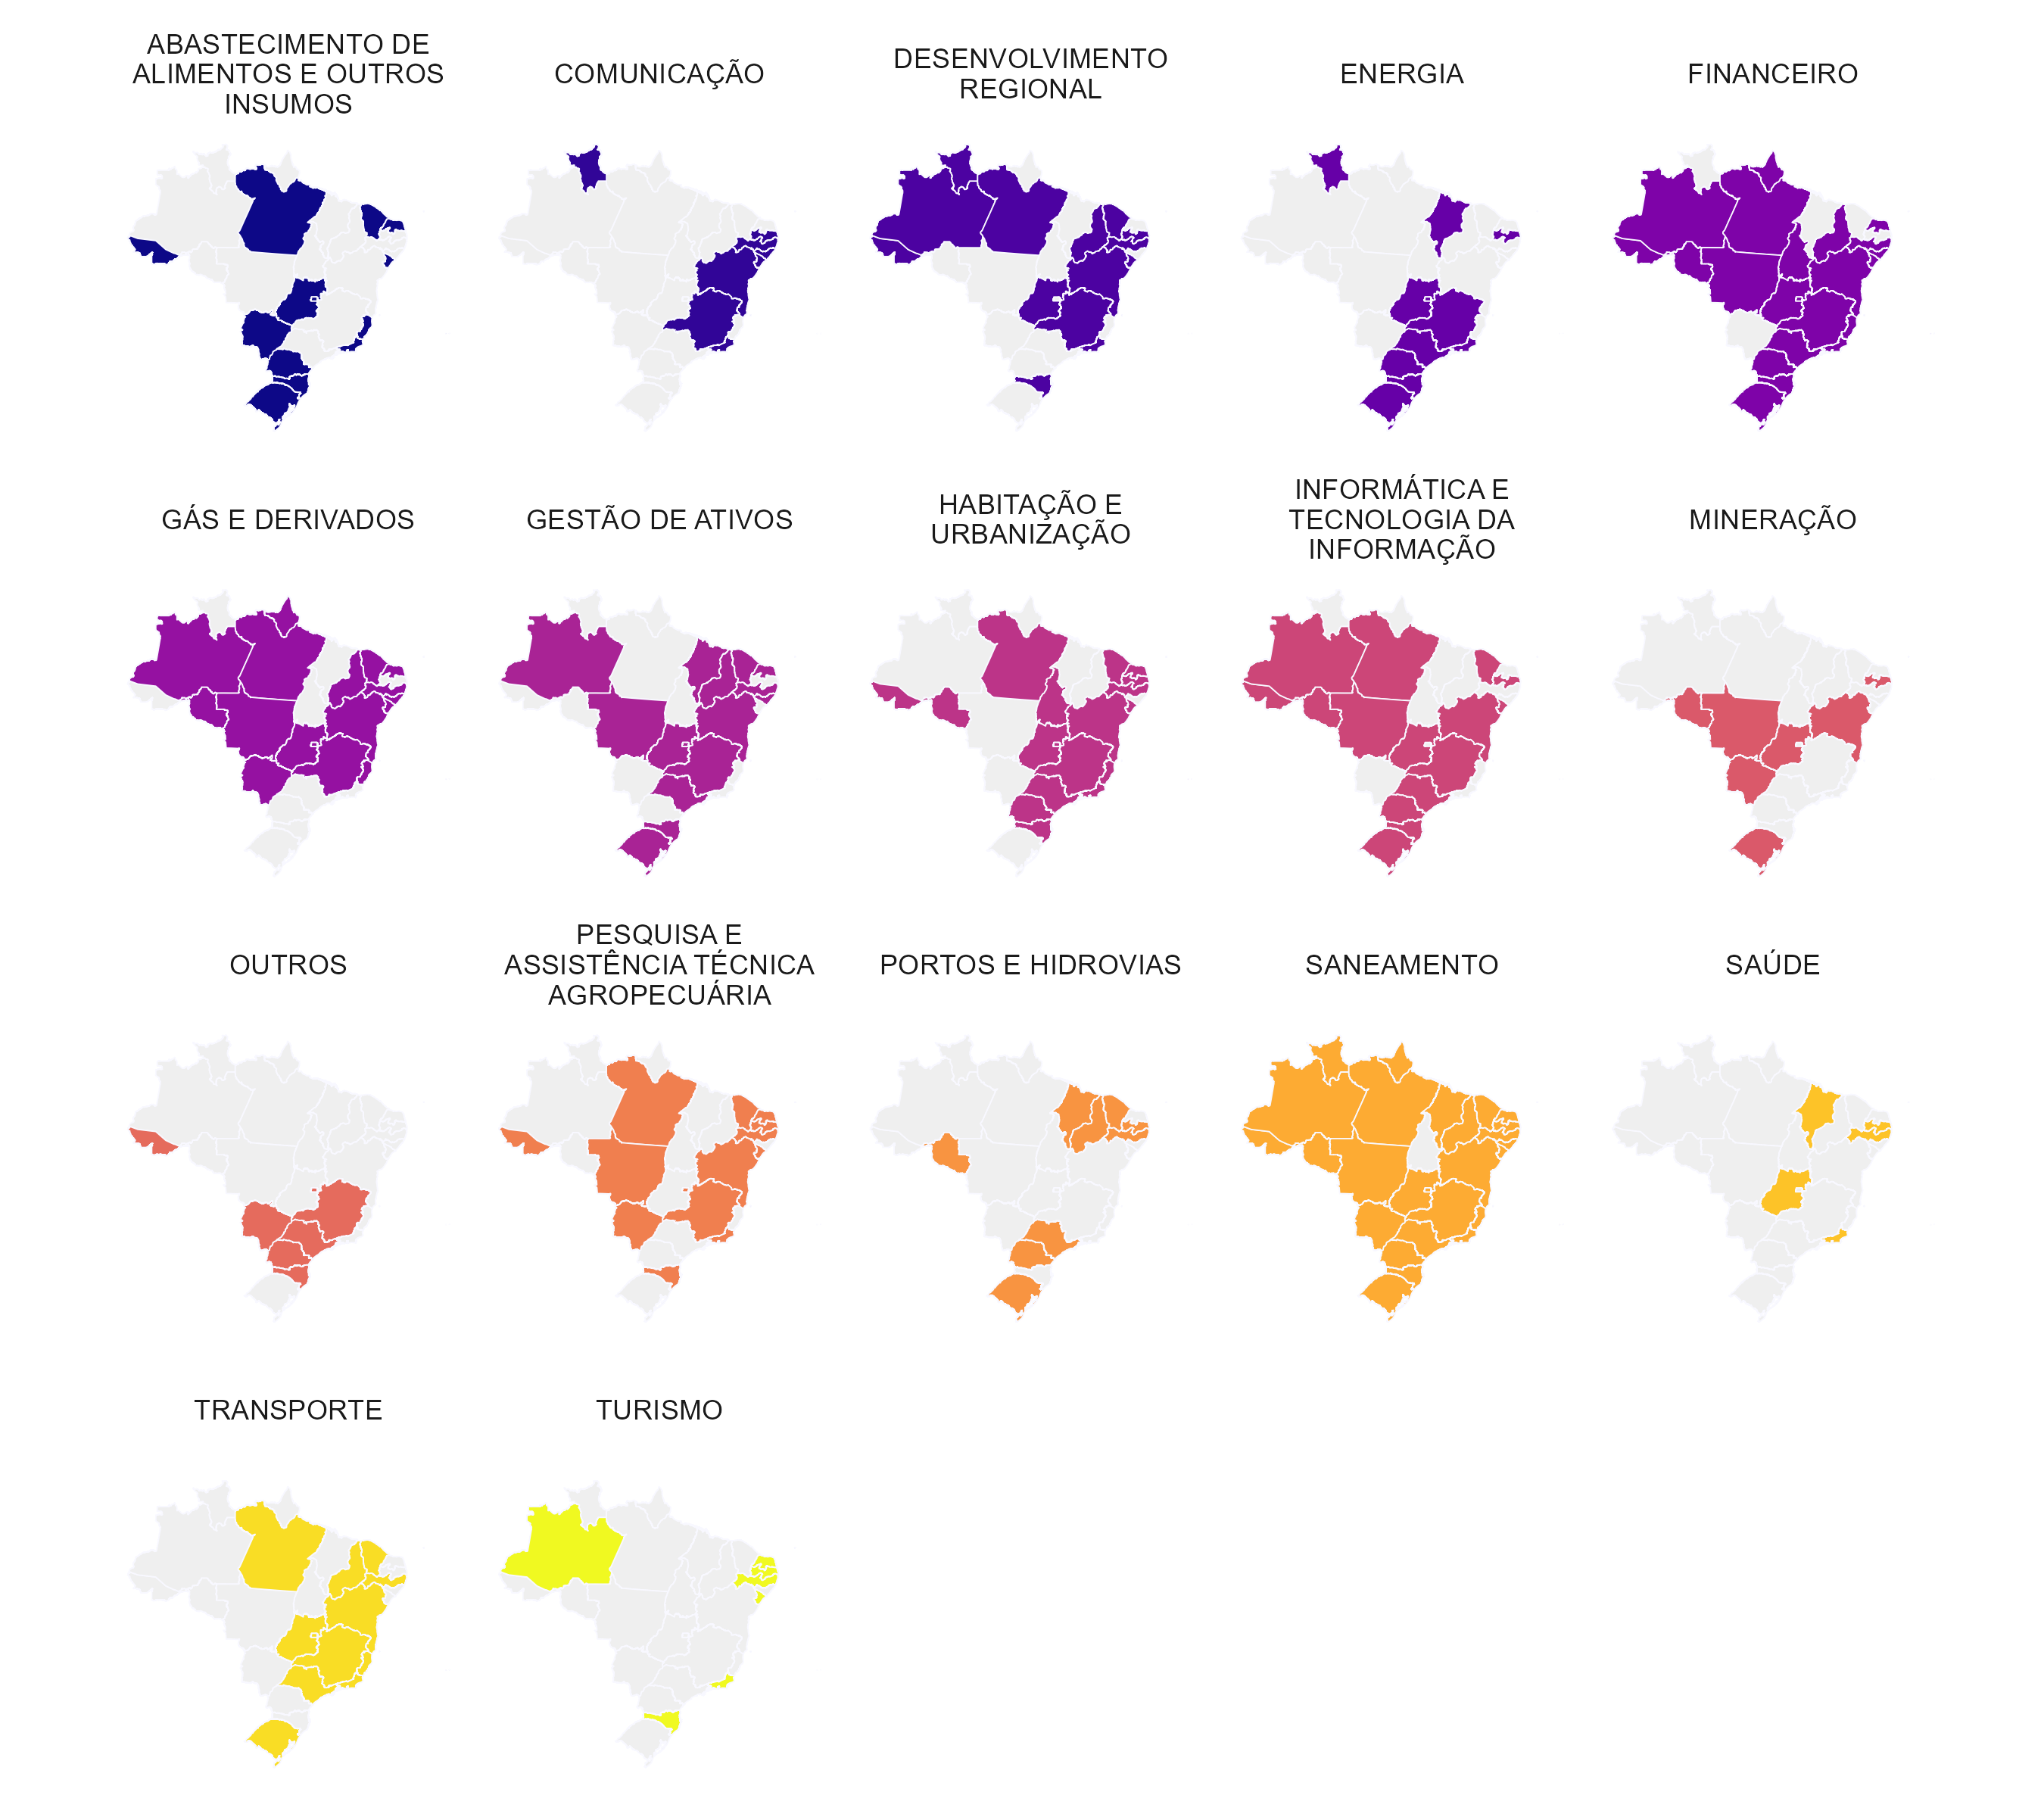 ABASTECIMENTO DE
ALIMENTOS E OUTROS
INSUMOS
COMUNICAÇÃO
DESENVOLVIMENTO
REGIONAL
ENERGIA
FINANCEIRO
GÁS E DERIVADOS
GESTÃO DE ATIVOS
HABITAÇÃO E
URBANIZAÇÃO
INFORMÁTICA E
TECNOLOGIA DA
INFORMAÇÃO
MINERAÇÃO
OUTROS
PESQUISA E
ASSISTÊNCIA TÉCNICA
AGROPECUÁRIA
PORTOS E HIDROVIAS
SANEAMENTO
SAÚDE
TRANSPORTE
TURISMO